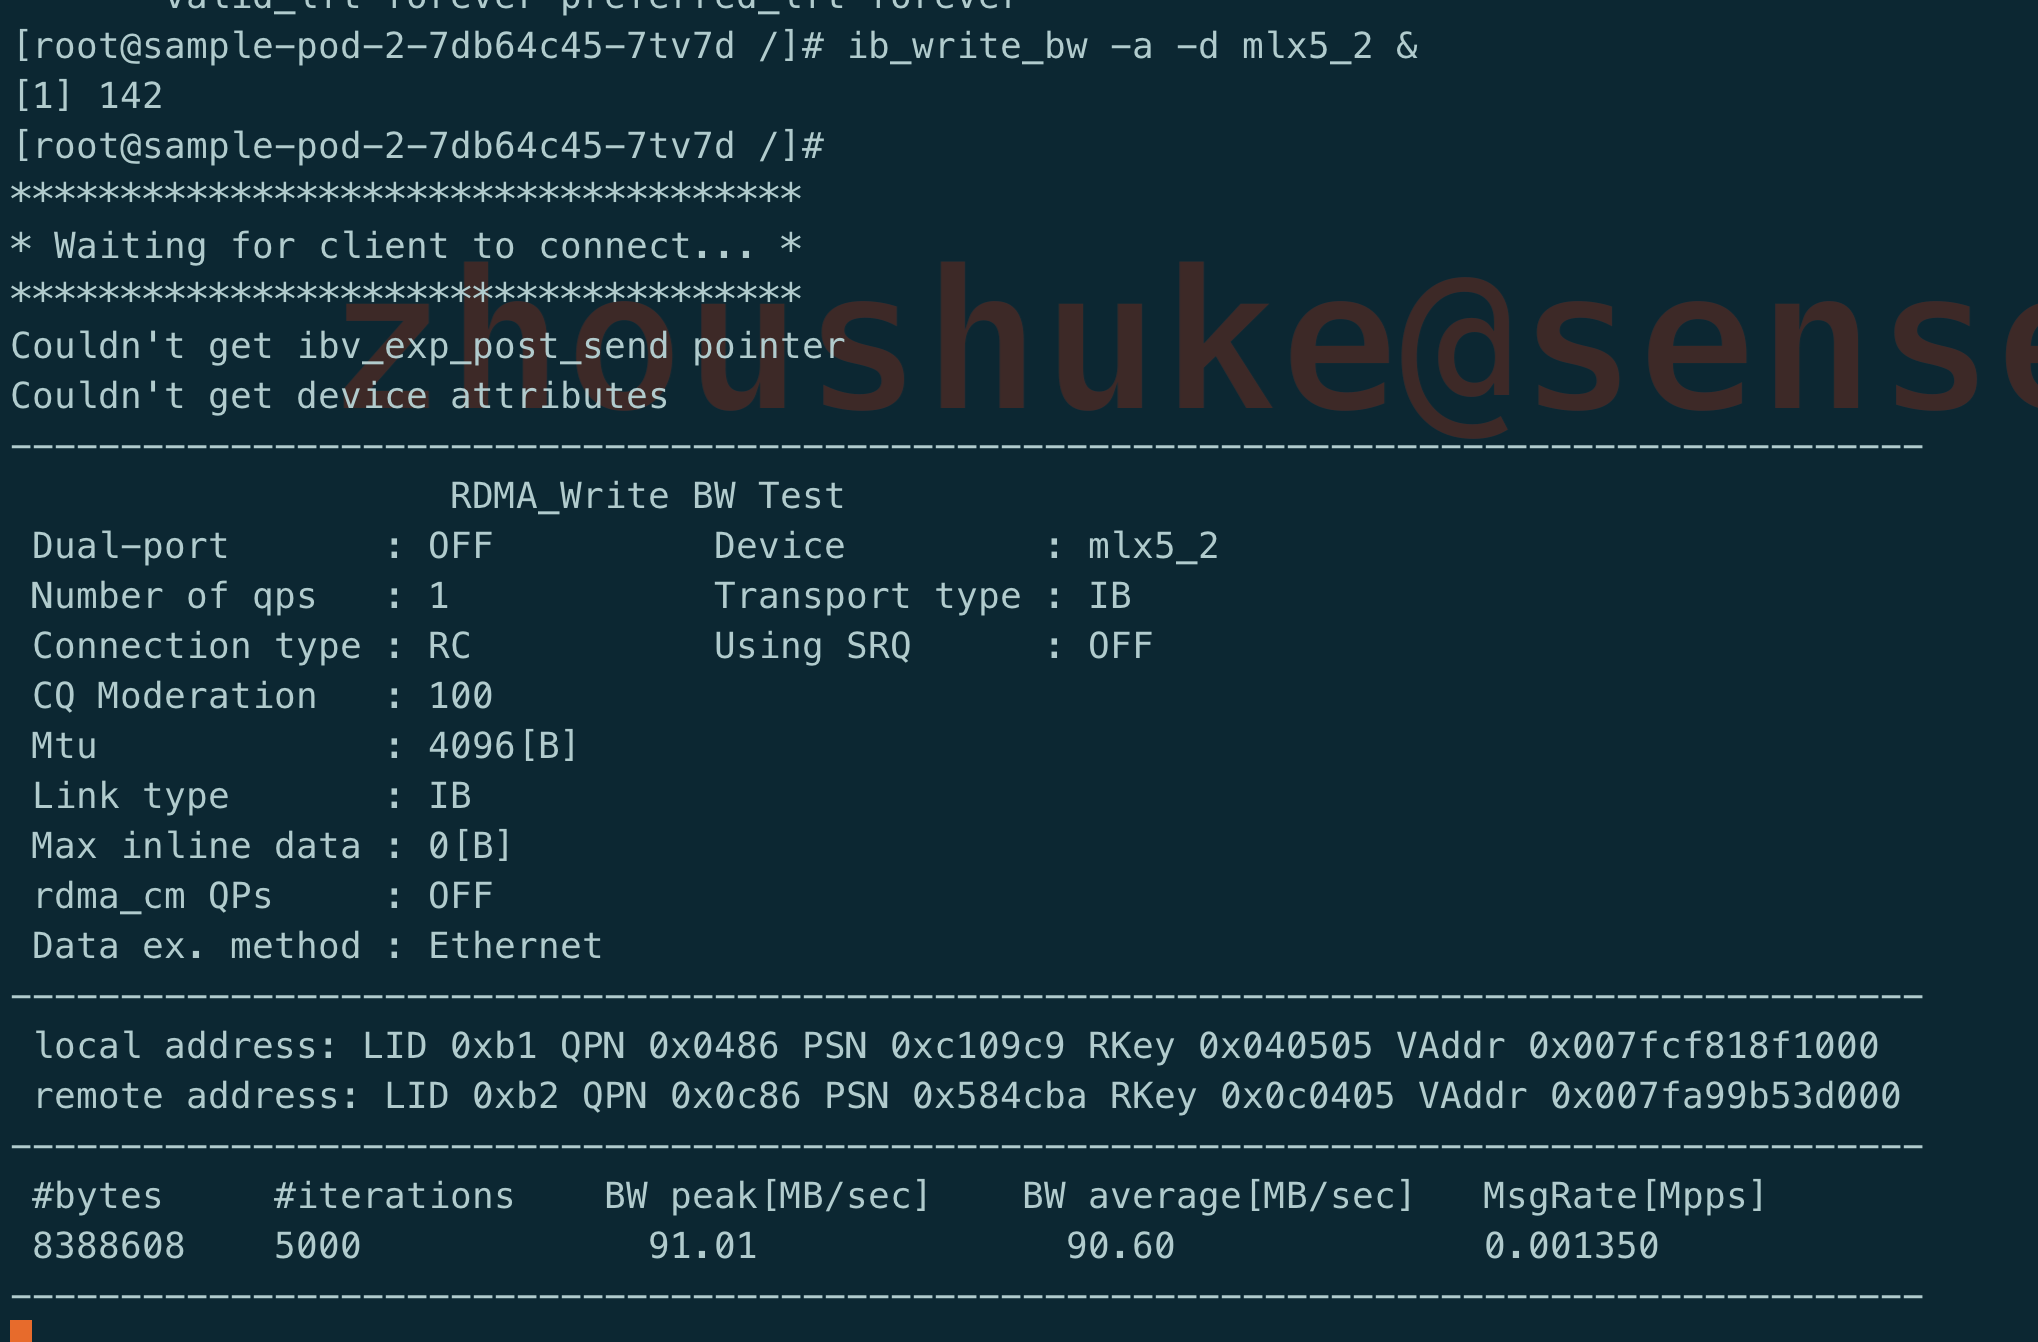 valid_lft forever preferred_lft forever
[root@sample-pod-2-7db64c45-7tv7d /]# ib_write_bw -a -d mlx5_2 &
[1] 142
[root@sample-pod-2-7db64c45-7tv7d /]#
************************************
* Waiting for client to connect... *
************************************
zhoushuke@sense
Couldn't get ibv_exp_post_send pointer
Couldn't get device attributes
---------------------------------------------------------------------------------------
RDMA_Write BW Test
Dual-port       : OFF          Device         : mlx5_2
Number of qps   : 1            Transport type : IB
Connection type : RC           Using SRQ      : OFF
CQ Moderation   : 100
Mtu             : 4096[B]
Link type       : IB
Max inline data : 0[B]
rdma_cm QPs     : OFF
Data ex. method : Ethernet
---------------------------------------------------------------------------------------
local address: LID 0xb1 QPN 0x0486 PSN 0xc109c9 RKey 0x040505 VAddr 0x007fcf818f1000
remote address: LID 0xb2 QPN 0x0c86 PSN 0x584cba RKey 0x0c0405 VAddr 0x007fa99b53d000
---------------------------------------------------------------------------------------
#bytes     #iterations    BW peak[MB/sec]    BW average[MB/sec]   MsgRate[Mpps]
8388608    5000             91.01              90.60              0.001350
---------------------------------------------------------------------------------------